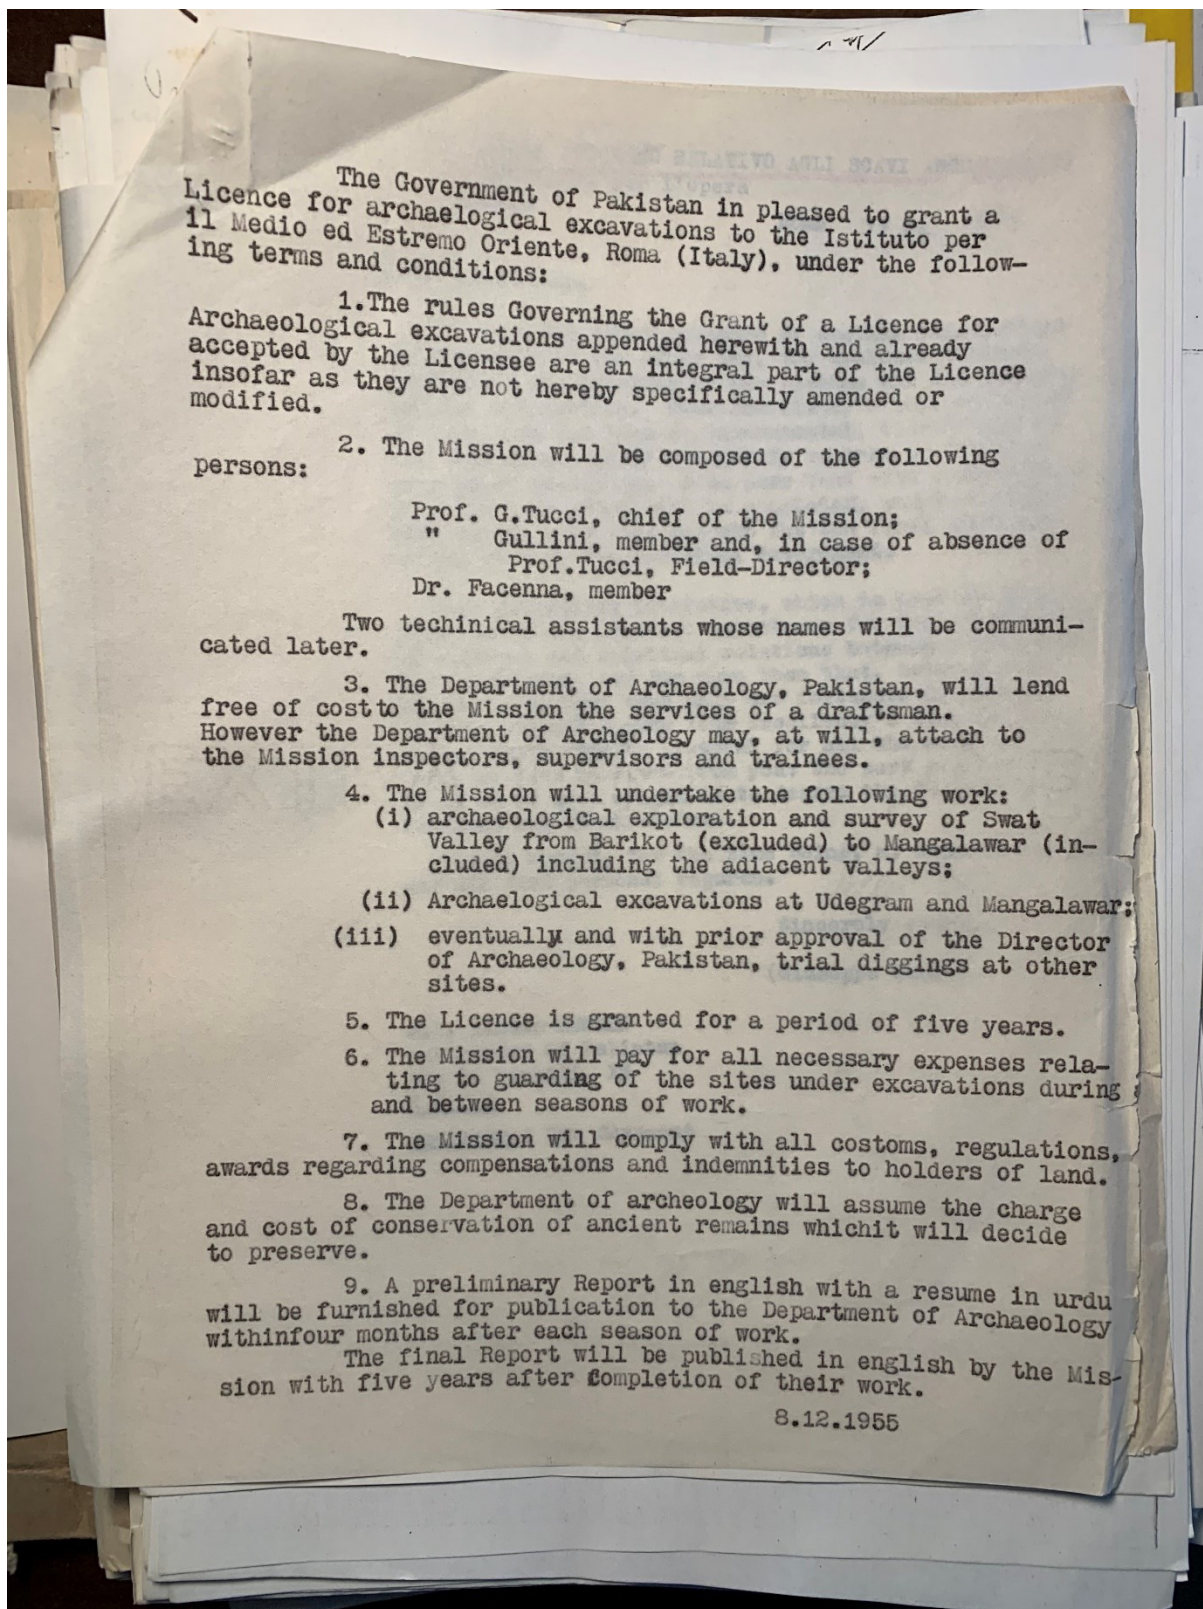 The Government of Pakistan in pleased to grant a
Licence for archaelogical excavations to the Istituto per
il Medio ed Estremo Oriente, Roma (Italy), under the follow-
ing terms and conditions:
1.The rules Governing the Grant of a Licence for
Archaeological excavations appended herewith and already
accepted by the Licensee are an integral part of the Licence
insofar as they are not hereby specifically amended or
modified.
2. The Mission will be composed of the following
persons:
Prof. G.Tucci, chief of the Mission;
" Gullini, member and, in case of absence of
Prof.Tucci, Field-Director;
Dr. Facenna, member
Two techinical assistants whose names will be communi-
cated later.
3. The Department of Archaeology, Pakistan, will lend
free of cost to the Mission the services of a draftsman.
However the Department of Archeology may, at will, attach to
the Mission inspectors, supervisors and trainees.
4. The Mission will undertake the following work:
(i) archaeological exploration and survey of Swat
Valley from Barikot (excluded) to Mangalawar (in-
cluded) including the adiacent valleys;
(ii) Archaelogical excavations at Udegram and Mangalawar;
(iii) eventually and with prior approval of the Director
of Archaeology, Pakistan, trial diggings at other
sites.
5. The Licence is granted for a period of five years.
6. The Mission will pay for all necessary expenses rela-
ting to guarding of the sites under excavations during
and between seasons of work.
7. The Mission will comply with all costoms, regulations,
awards regarding compensations and indemnities to holders of land.
8. The Department of archeology will assume the charge
and cost of conservation of ancient remains whichit will decide
to preserve.
9. A preliminary Report in english with a resume in urdu
will be furnished for publication to the Department of Archaeology
withinfour months after each season of work.
The final Report will be published in english by the Mis-
sion with five years after completion of their work.
8.12.1955